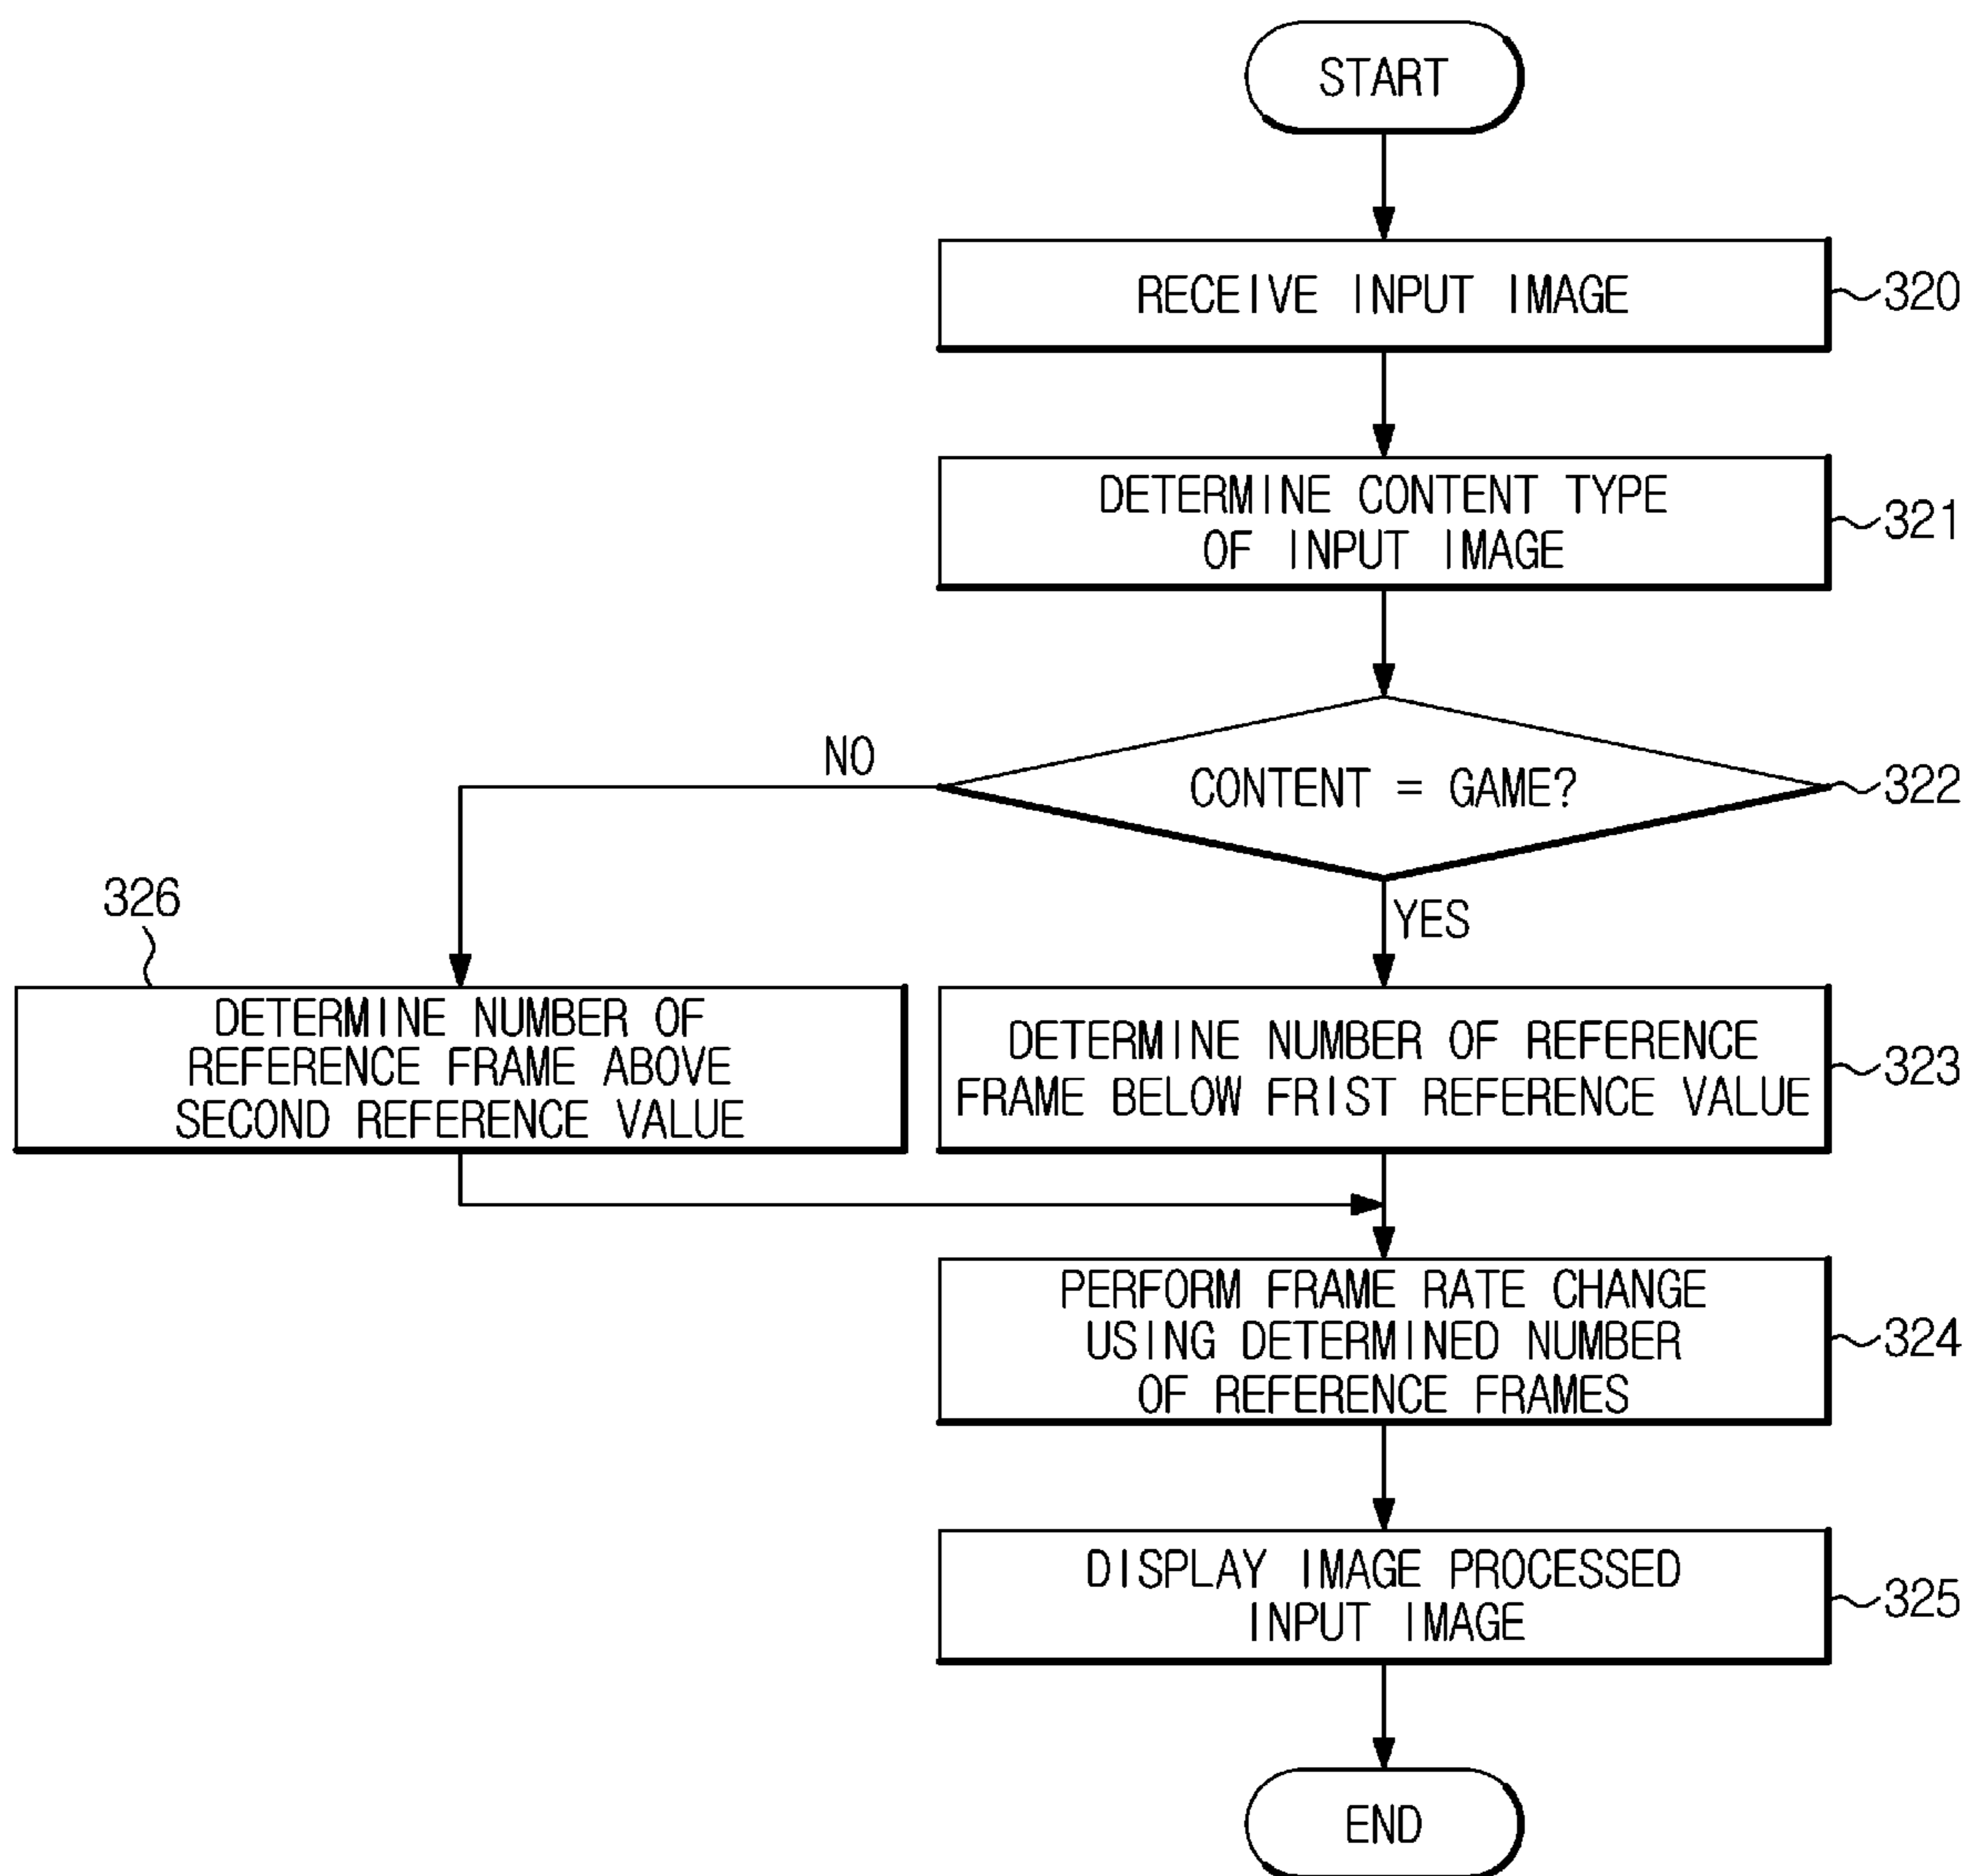 START
RECEIVE INPUT IMAGE
320
DETERMINE CONTENT TYPE
OF INPUT IMAGE
321
CONTENT = GAME?
322
NO
YES
326
DETERMINE NUMBER OF
REFERENCE FRAME ABOVE
SECOND REFERENCE VALUE
DETERMINE NUMBER OF REFERENCE
FRAME BELOW FRIST REFERENCE VALUE
323
PERFORM FRAME RATE CHANGE
USING DETERMINED NUMBER
OF REFERENCE FRAMES
324
DISPLAY IMAGE PROCESSED
INPUT IMAGE
325
END